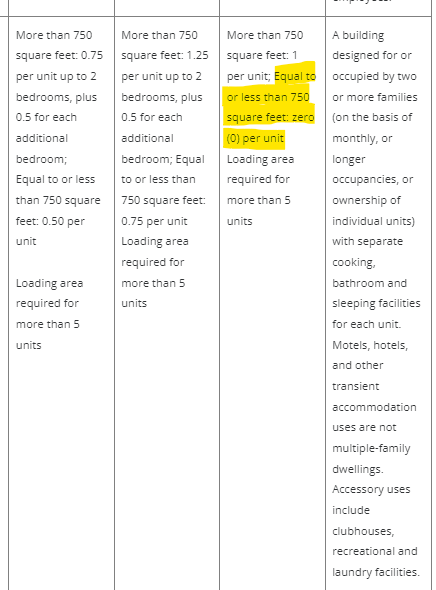 More than 750
square feet: 0.75
per unit up to 2
bedrooms, plus
0.5 for each
additional
bedroom;
Equal to or less
than 750 square
feet: 0.50 per
unit
Loading area
required for
more than 5
units
More than 750
square feet: 1.25
per unit up to 2
bedrooms, plus
0.5 for each
additional
bedroom; Equal
to or less than
750 square feet:
0.75 per unit
Loading area
required for
more than 5
units
More than 750
square feet: 1
per unit; Equal to
or less than 750
square feet: zero
(0) per unit
Loading area
required for
more than 5
units
A building
designed for or
occupied by two
or more families
(on the basis of
monthly, or
longer
occupancies, or
ownership of
individual units)
with separate
cooking,
bathroom and
sleeping facilities
for each unit.
Motels, hotels,
and other
transient
accommodation
uses are not
multiple-family
dwellings.
Accessory uses
include
clubhouses,
recreational and
laundry facilities.